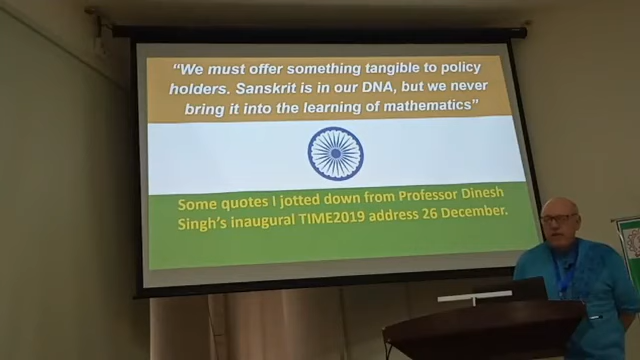 “We must offer something tangible to policy
holders. Sanskrit is in our DNA, but we never
bring it into the learning of mathematics”
Some quotes I jotted down from Professor Dinesh
Singh’s inaugural TIME2019 address 26 December.